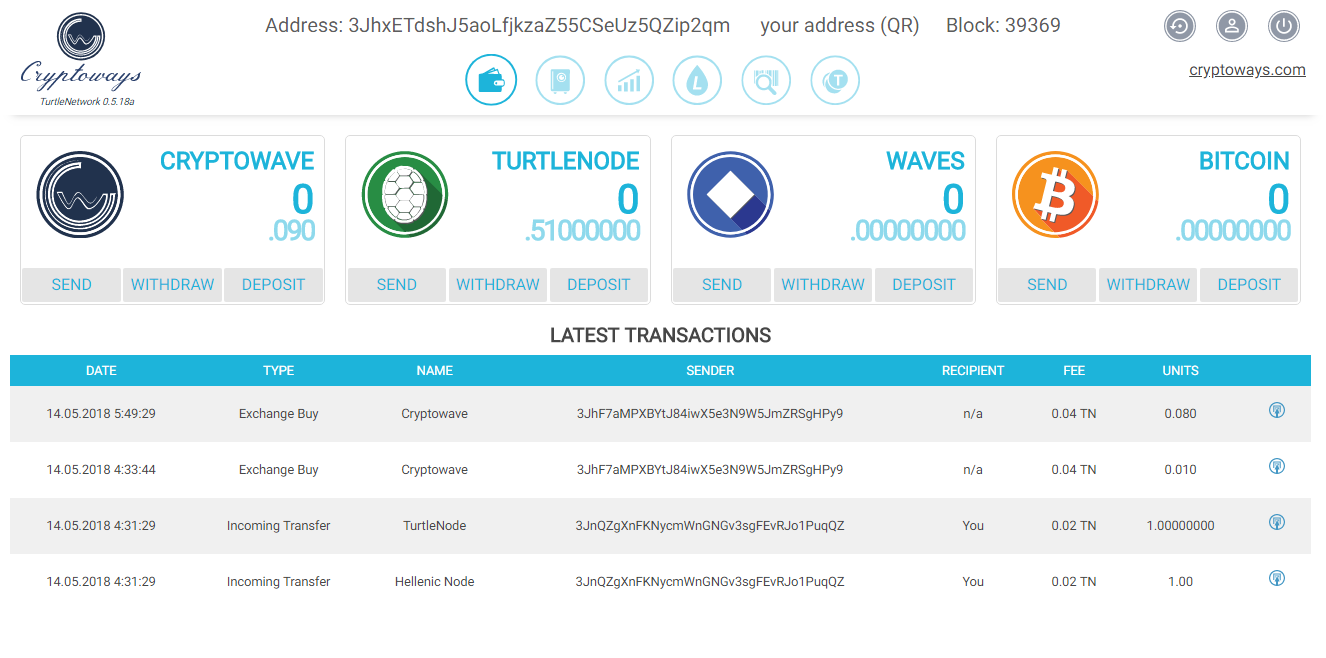 Address: 3JhxETdshJ5aoLfjkzaZ55CSeUz5QZip2qm your address (QR) Block: 39369
Cryptoways
TurtleNetwork 0.5.18a
cryptoways.com
CRYPTOWAVE
0
.090
SEND WITHDRAW DEPOSIT
TURTLENODE
0
.51000000
SEND WITHDRAW DEPOSIT
WAVES
0
.00000000
SEND WITHDRAW DEPOSIT
BITCOIN
0
.00000000
SEND WITHDRAW DEPOSIT
LATEST TRANSACTIONS
DATE TYPE NAME SENDER RECIPIENT FEE UNITS
14.05.2018 5:49:29 Exchange Buy Cryptowave 3JhF7aMPXBYtJ84iwX5e3N9W5JmZRSgHPy9 n/a 0.04 TN 0.080
14.05.2018 4:33:44 Exchange Buy Cryptowave 3JhF7aMPXBYtJ84iwX5e3N9W5JmZRSgHPy9 n/a 0.04 TN 0.010
14.05.2018 4:31:29 Incoming Transfer TurtleNode 3JnQZgXnFKNycmWnGNGv3sgFEvRJo1PuqQZ You 0.02 TN 1.00000000
14.05.2018 4:31:29 Incoming Transfer Hellenic Node 3JnQZgXnFKNycmWnGNGv3sgFEvRJo1PuqQZ You 0.02 TN 1.00